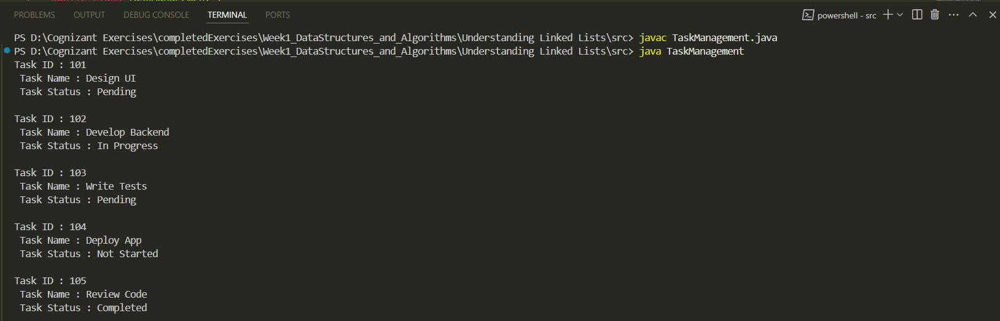 PROBLEMS OUTPUT DEBUG CONSOLE TERMINAL PORTS powershell - src
PS D:\Cognizant Exercises\completedExercises\Week1_DataStructures_and_Algorithms\Understanding Linked Lists\src> javac TaskManagement.java
PS D:\Cognizant Exercises\completedExercises\Week1_DataStructures_and_Algorithms\Understanding Linked Lists\src> java TaskManagement
Task ID : 101
Task Name : Design UI
Task Status : Pending
Task ID : 102
Task Name : Develop Backend
Task Status : In Progress
Task ID : 103
Task Name : Write Tests
Task Status : Pending
Task ID : 104
Task Name : Deploy App
Task Status : Not Started
Task ID : 105
Task Name : Review Code
Task Status : Completed